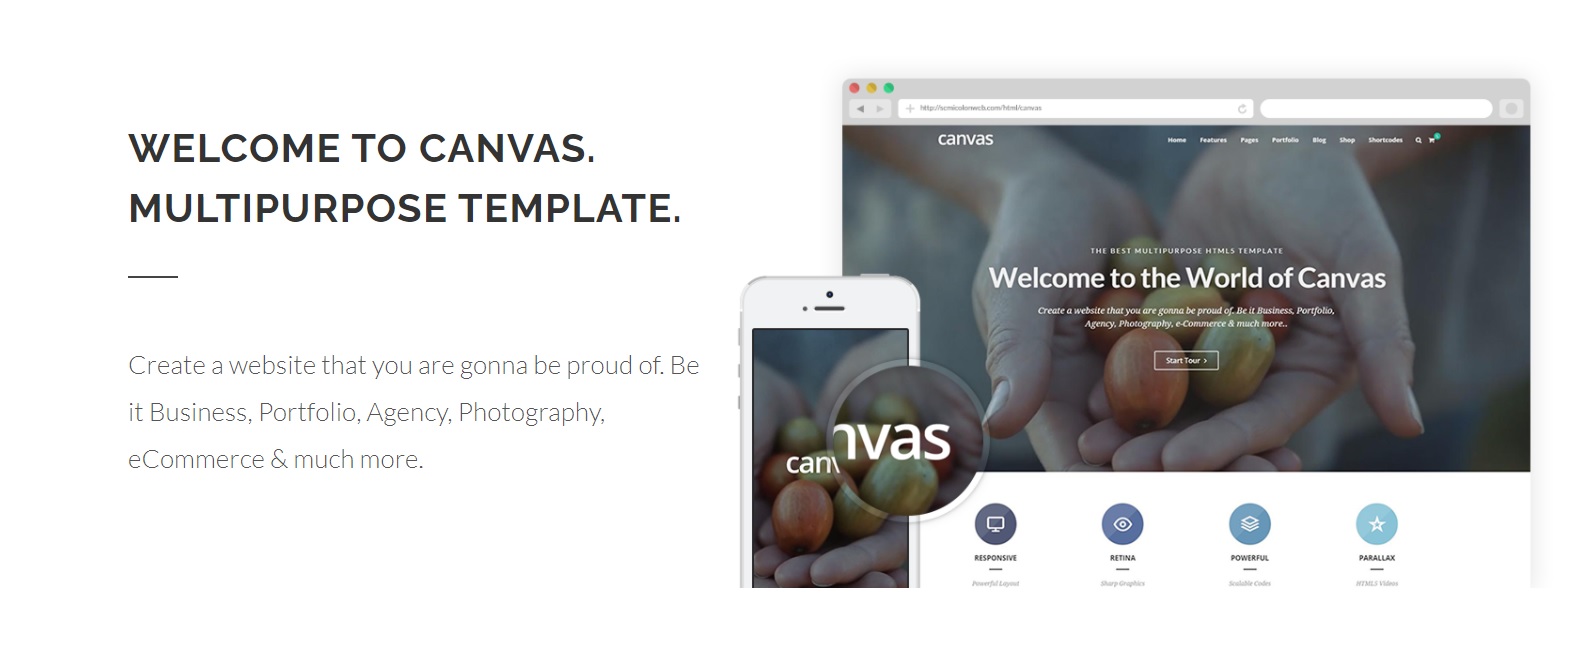 WELCOME TO CANVAS.
MULTIPURPOSE TEMPLATE.
Create a website that you are gonna be proud of. Be
it Business, Portfolio, Agency, Photography,
eCommerce & much more.
http://semicolonweb.com/html/canvas
canvas
Home Features Pages Portfolio Blog Shop Shortcodes
THE BEST MULTIPURPOSE HTML5 TEMPLATE
Welcome to the World of Canvas
Create a website that you are gonna be proud of. Be it Business, Portfolio,
Agency, Photography, e-Commerce & much more..
Start Tour
canv
nvas
RESPONSIVE RETINA POWERFUL PARALLAX
Powerful Layout Sharp Graphics Scalable Codes HTML5 Videos